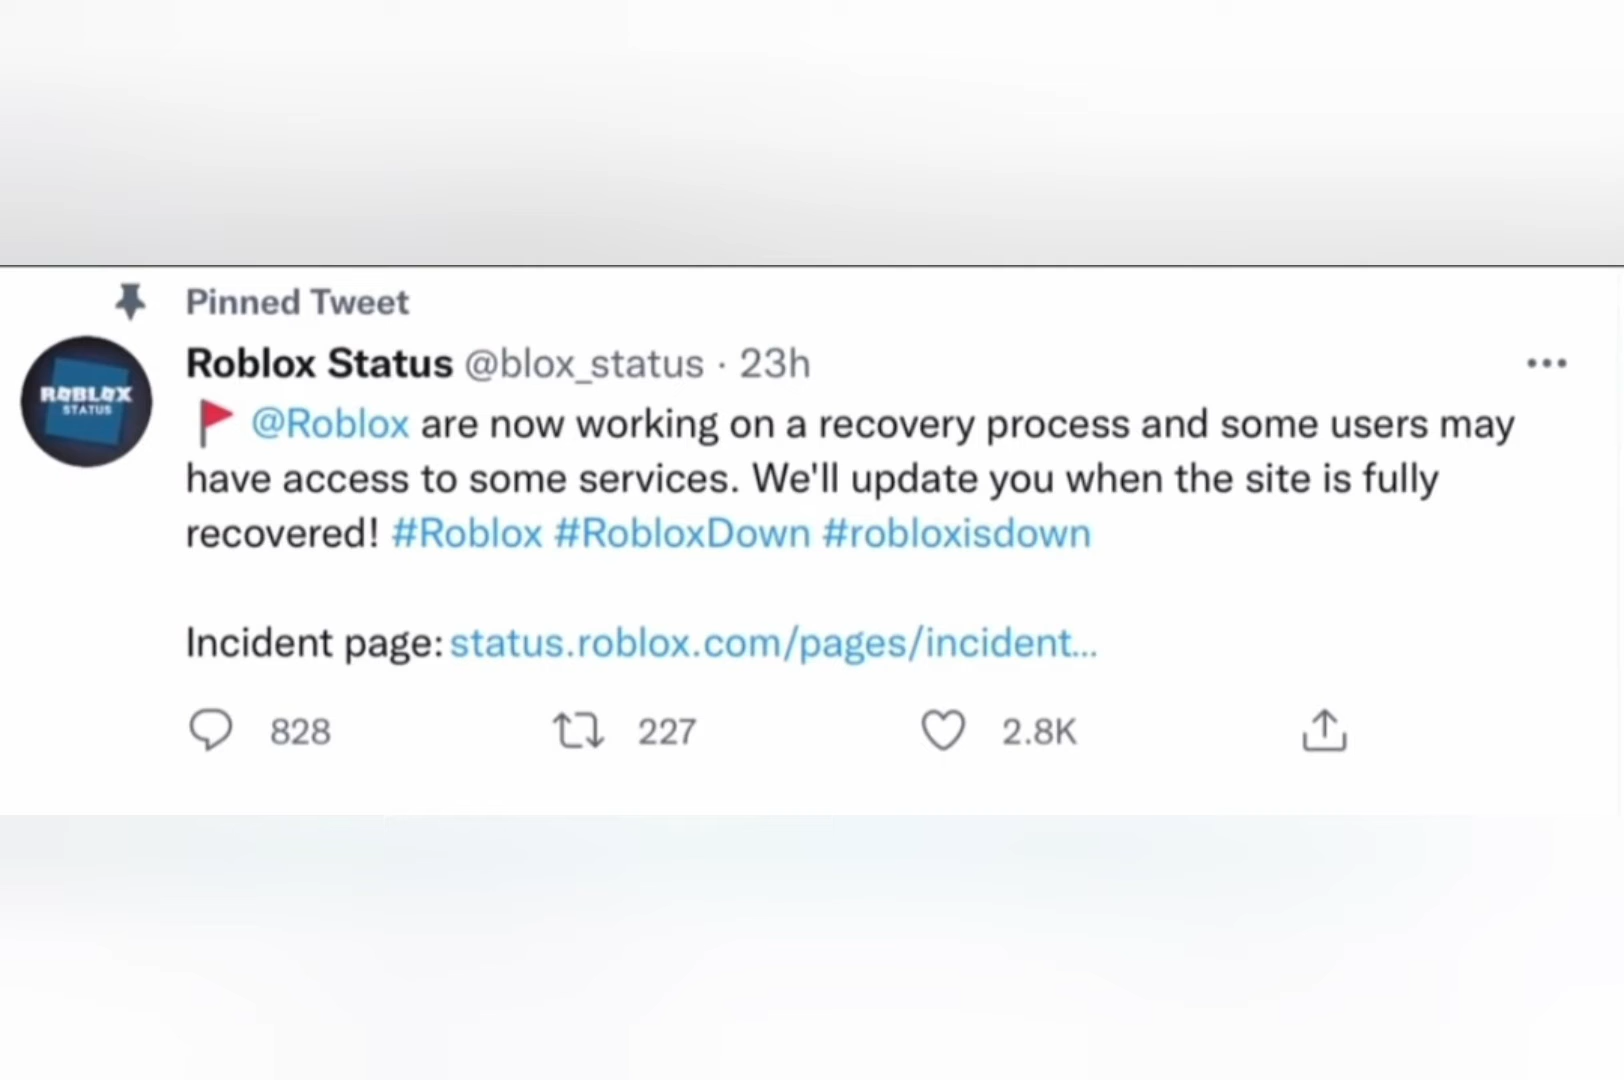 Pinned Tweet
Roblox Status @blox_status · 23h
ROBLOX
STATUS
🚩 @Roblox are now working on a recovery process and some users may
have access to some services. We'll update you when the site is fully
recovered! #Roblox #RobloxDown #robloxisdown
Incident page: status.roblox.com/pages/incident...
828 227 2.8K